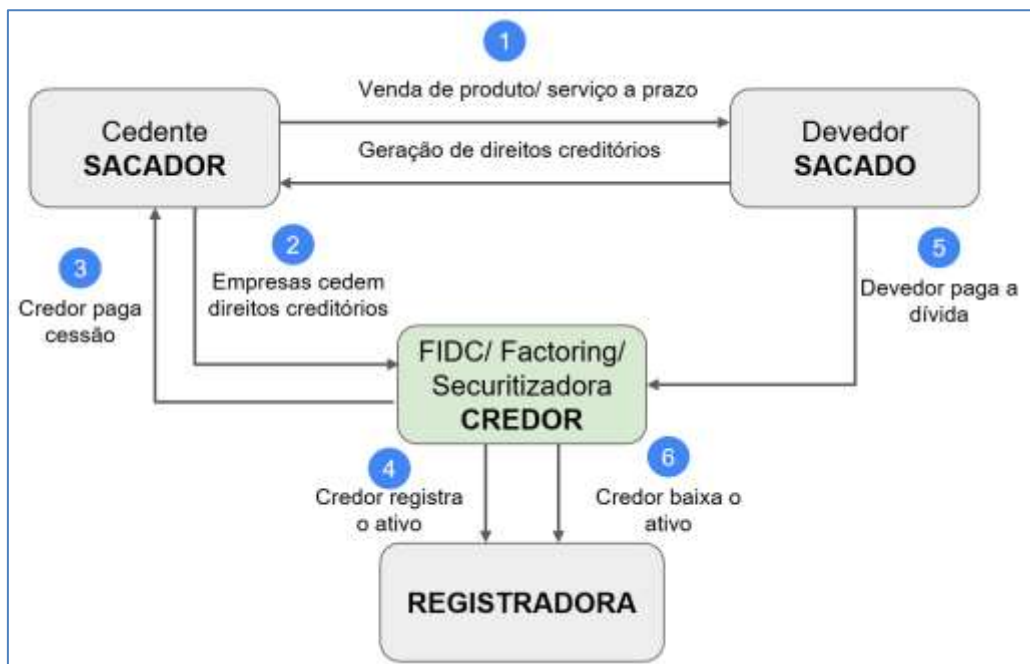 1
Venda de produto/ serviço a prazo
Cedente
SACADOR
Devedor
SACADO
Geração de direitos creditórios
2
Empresas cedem
direitos creditórios
3
Credor paga
cessão
5
Devedor paga a
dívida
FIDC/ Factoring/
Securitizadora
CREDOR
4
Credor registra
o ativo
6
Credor baixa o
ativo
REGISTRADORA